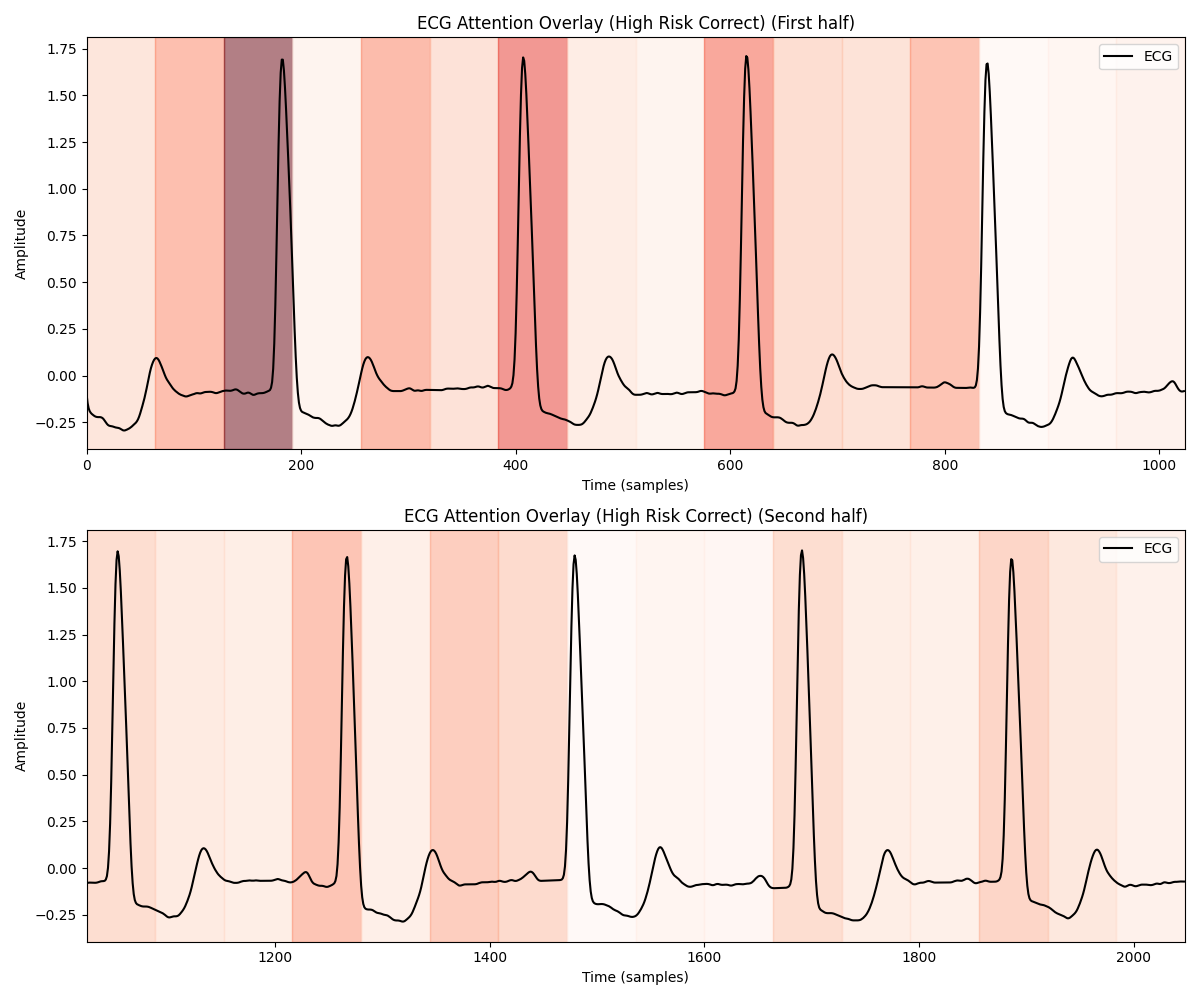 ECG Attention Overlay (High Risk Correct) (First half)
1.75
1.50
1.25
1.00
0.75
0.50
0.25
0.00
−0.25
Amplitude
ECG
0 200 400 600 800 1000
Time (samples)
ECG Attention Overlay (High Risk Correct) (Second half)
1.75
1.50
1.25
1.00
0.75
0.50
0.25
0.00
−0.25
Amplitude
ECG
1200 1400 1600 1800 2000
Time (samples)